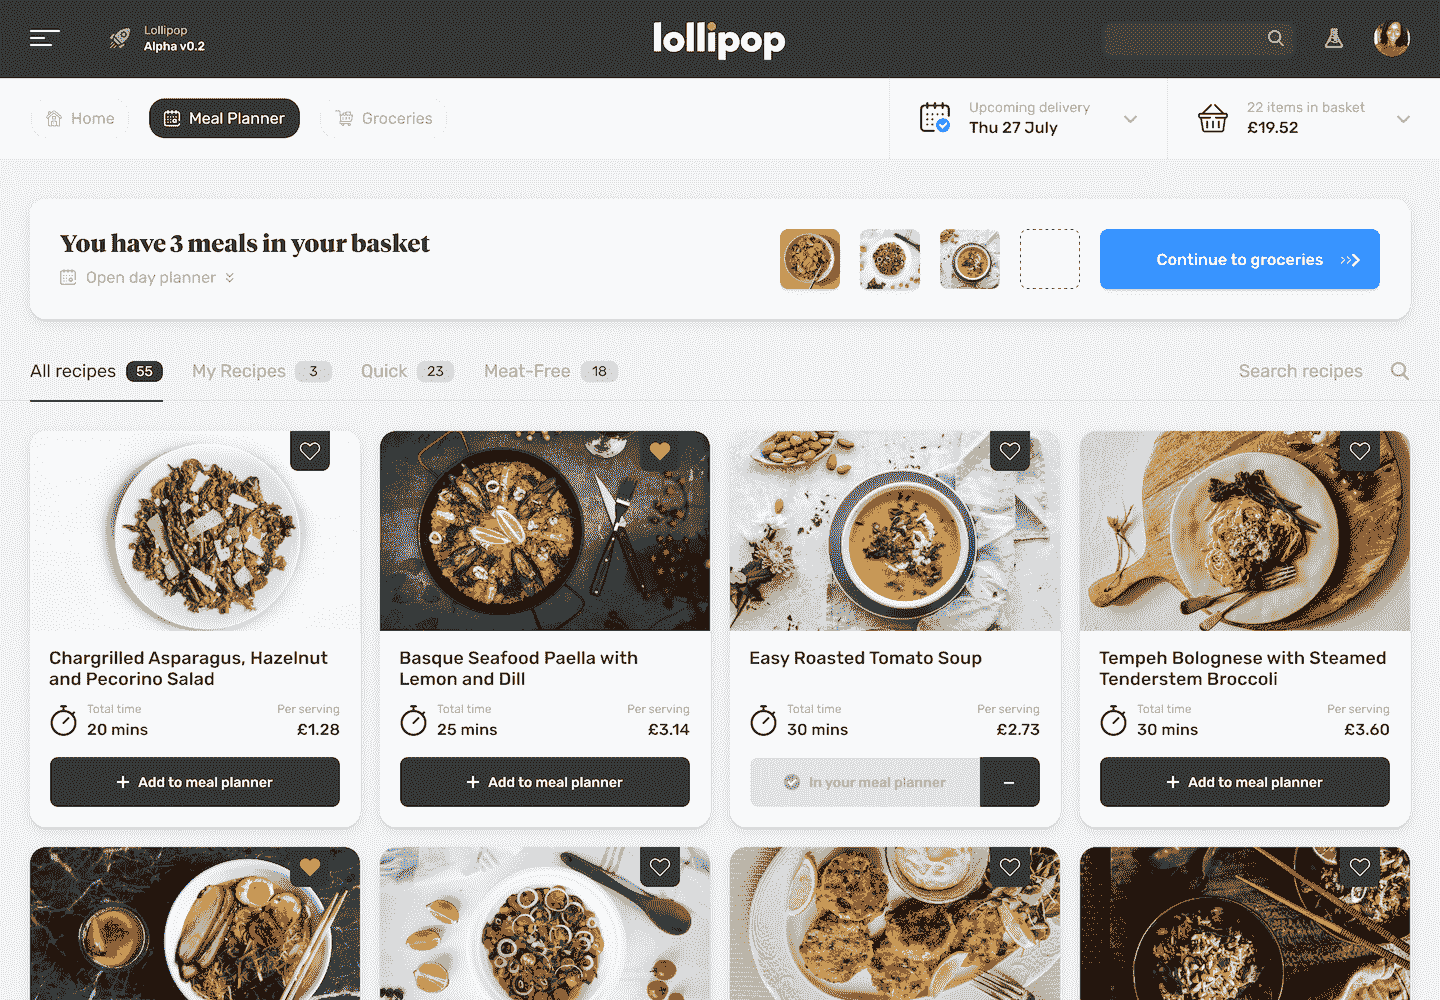 Lollipop
Alpha v0.2
lollipop
Home
Meal Planner
Groceries
Upcoming delivery
Thu 27 July
22 items in basket
£19.52
You have 3 meals in your basket
Open day planner
Continue to groceries
All recipes 55
My Recipes 3
Quick 23
Meat-Free 18
Search recipes
Chargrilled Asparagus, Hazelnut
and Pecorino Salad
Total time
20 mins
Per serving
£1.28
+ Add to meal planner
Basque Seafood Paella with
Lemon and Dill
Total time
25 mins
Per serving
£3.14
+ Add to meal planner
Easy Roasted Tomato Soup
Total time
30 mins
Per serving
£2.73
In your meal planner
−
Tempeh Bolognese with Steamed
Tenderstem Broccoli
Total time
30 mins
Per serving
£3.60
+ Add to meal planner